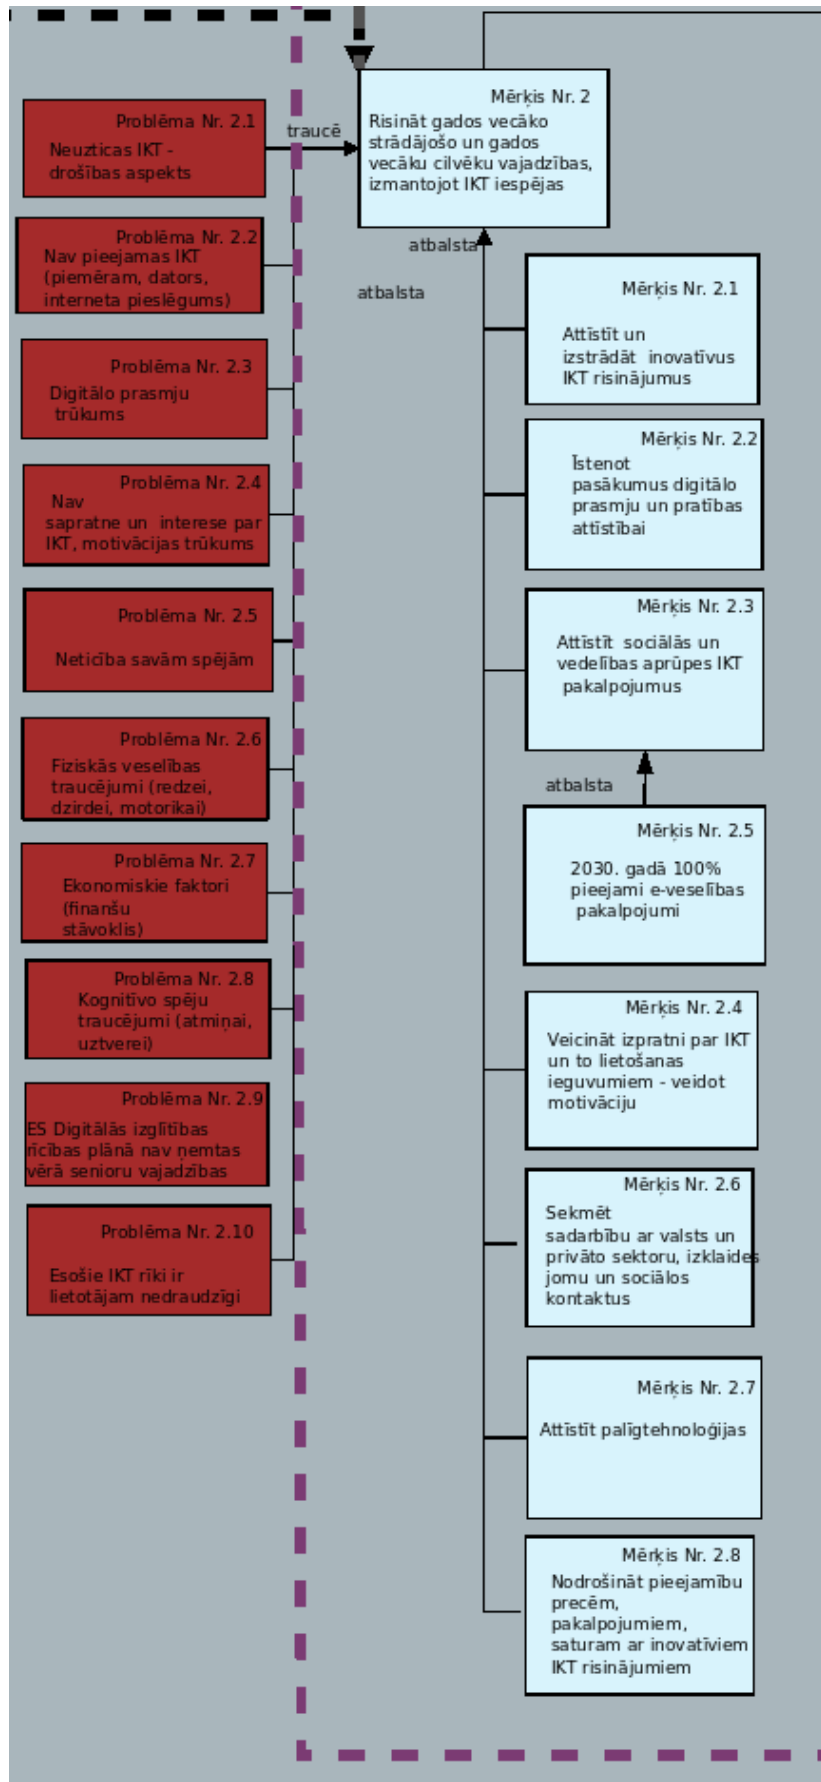 Problēma Nr. 2.1
Neuzticas IKT -
drošības aspekts
traucē
Problēma Nr. 2.2
Nav pieejamas IKT
(piemēram, dators,
interneta pieslēgums)
Problēma Nr. 2.3
Digitālo prasmju
trūkums
Problēma Nr. 2.4
Nav
sapratne un interese par
IKT, motivācijas trūkums
Problēma Nr. 2.5
Neticība savām spējām
Problēma Nr. 2.6
Fiziskās veselības
traucējumi (redzei,
dzirdei, motorikai)
Problēma Nr. 2.7
Ekonomiskie faktori
(finanšu
stāvoklis)
Problēma Nr. 2.8
Kognitīvo spēju
traucējumi (atmiņai,
uztverei)
Problēma Nr. 2.9
ES Digitālās izglītības
rīcības plānā nav ņemtas
vērā senioru vajadzības
Problēma Nr. 2.10
Esošie IKT rīki ir
lietotājam nedraudzīgi
Mērķis Nr. 2
Risināt gados vecāko
strādājošo un gados
vecāku cilvēku vajadzības,
izmantojot IKT iespējas
atbalsta
atbalsta
Mērķis Nr. 2.1
Attīstīt un
izstrādāt inovatīvus
IKT risinājumus
Mērķis Nr. 2.2
Īstenot
pasākumus digitālo
prasmju un pratības
attīstībai
Mērķis Nr. 2.3
Attīstīt sociālās un
vedelības aprūpes IKT
pakalpojumus
atbalsta
Mērķis Nr. 2.5
2030. gadā 100%
pieejami e-veselības
pakalpojumi
Mērķis Nr. 2.4
Veicināt izpratni par IKT
un to lietošanas
ieguvumiem - veidot
motivāciju
Mērķis Nr. 2.6
Sekmēt
sadarbību ar valsts un
privāto sektoru, izklaides
jomu un sociālos
kontaktus
Mērķis Nr. 2.7
Attīstīt palīgtehnoloģijas
Mērķis Nr. 2.8
Nodrošināt pieejamību
precēm,
pakalpojumiem,
saturam ar inovatīviem
IKT risinājumiem